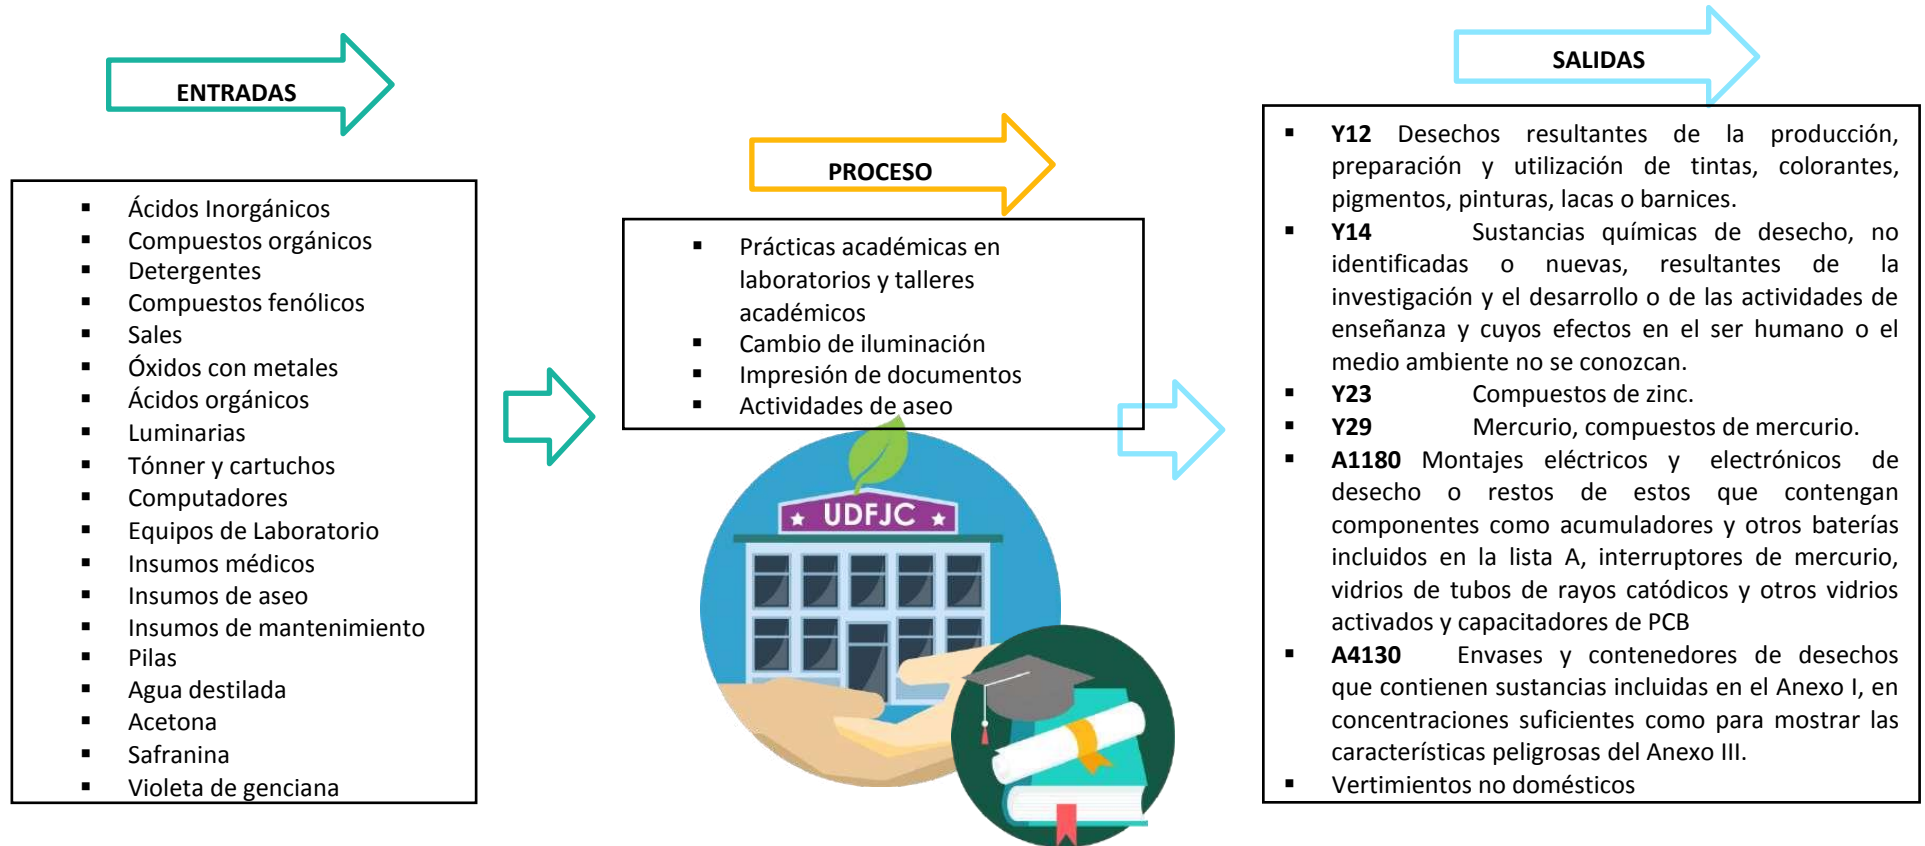 ENTRADAS
▪ Ácidos Inorgánicos
▪ Compuestos orgánicos
▪ Detergentes
▪ Compuestos fenólicos
▪ Sales
▪ Óxidos con metales
▪ Ácidos orgánicos
▪ Luminarias
▪ Tónner y cartuchos
▪ Computadores
▪ Equipos de Laboratorio
▪ Insumos médicos
▪ Insumos de aseo
▪ Insumos de mantenimiento
▪ Pilas
▪ Agua destilada
▪ Acetona
▪ Safranina
▪ Violeta de genciana
PROCESO
▪ Prácticas académicas en
laboratorios y talleres
académicos
▪ Cambio de iluminación
▪ Impresión de documentos
▪ Actividades de aseo
UDFJC
SALIDAS
▪ Y12 Desechos resultantes de la producción,
preparación y utilización de tintas, colorantes,
pigmentos, pinturas, lacas o barnices.
▪ Y14 Sustancias químicas de desecho, no
identificadas o nuevas, resultantes de la
investigación y el desarrollo o de las actividades de
enseñanza y cuyos efectos en el ser humano o el
medio ambiente no se conozcan.
▪ Y23 Compuestos de zinc.
▪ Y29 Mercurio, compuestos de mercurio.
▪ A1180 Montajes eléctricos y electrónicos de
desecho o restos de estos que contengan
componentes como acumuladores y otros baterías
incluidos en la lista A, interruptores de mercurio,
vidrios de tubos de rayos catódicos y otros vidrios
activados y capacitadores de PCB
▪ A4130 Envases y contenedores de desechos
que contienen sustancias incluidas en el Anexo I, en
concentraciones suficientes como para mostrar las
características peligrosas del Anexo III.
▪ Vertimientos no domésticos